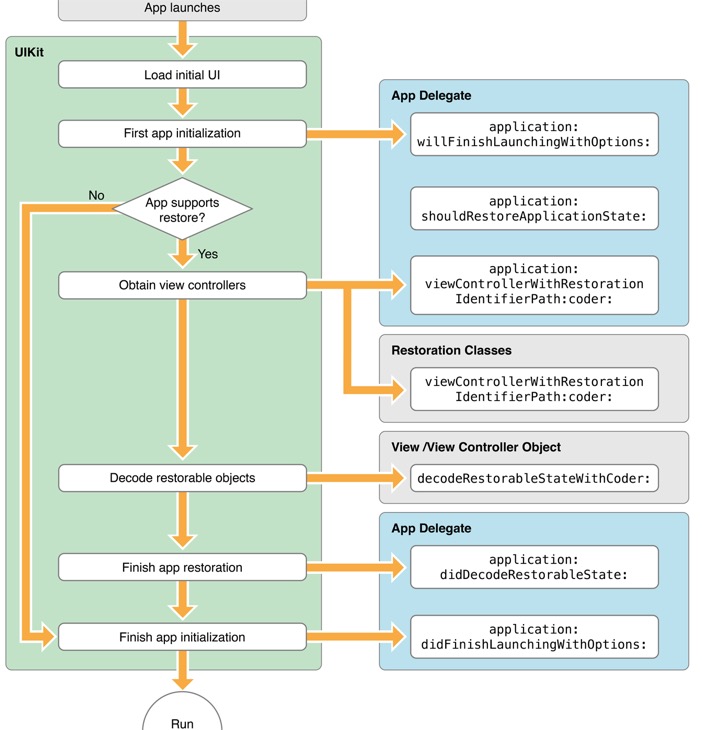 App launches
UIKit
Load initial UI
First app initialization
App supports
restore?
No
Yes
Obtain view controllers
Decode restorable objects
Finish app restoration
Finish app initialization
Run
App Delegate
application:
willFinishLaunchingWithOptions:
application:
shouldRestoreApplicationState:
application:
viewControllerWithRestoration
IdentifierPath:coder:
Restoration Classes
viewControllerWithRestoration
IdentifierPath:coder:
View /View Controller Object
decodeRestorableStateWithCoder:
App Delegate
application:
didDecodeRestorableState:
application:
didFinishLaunchingWithOptions: